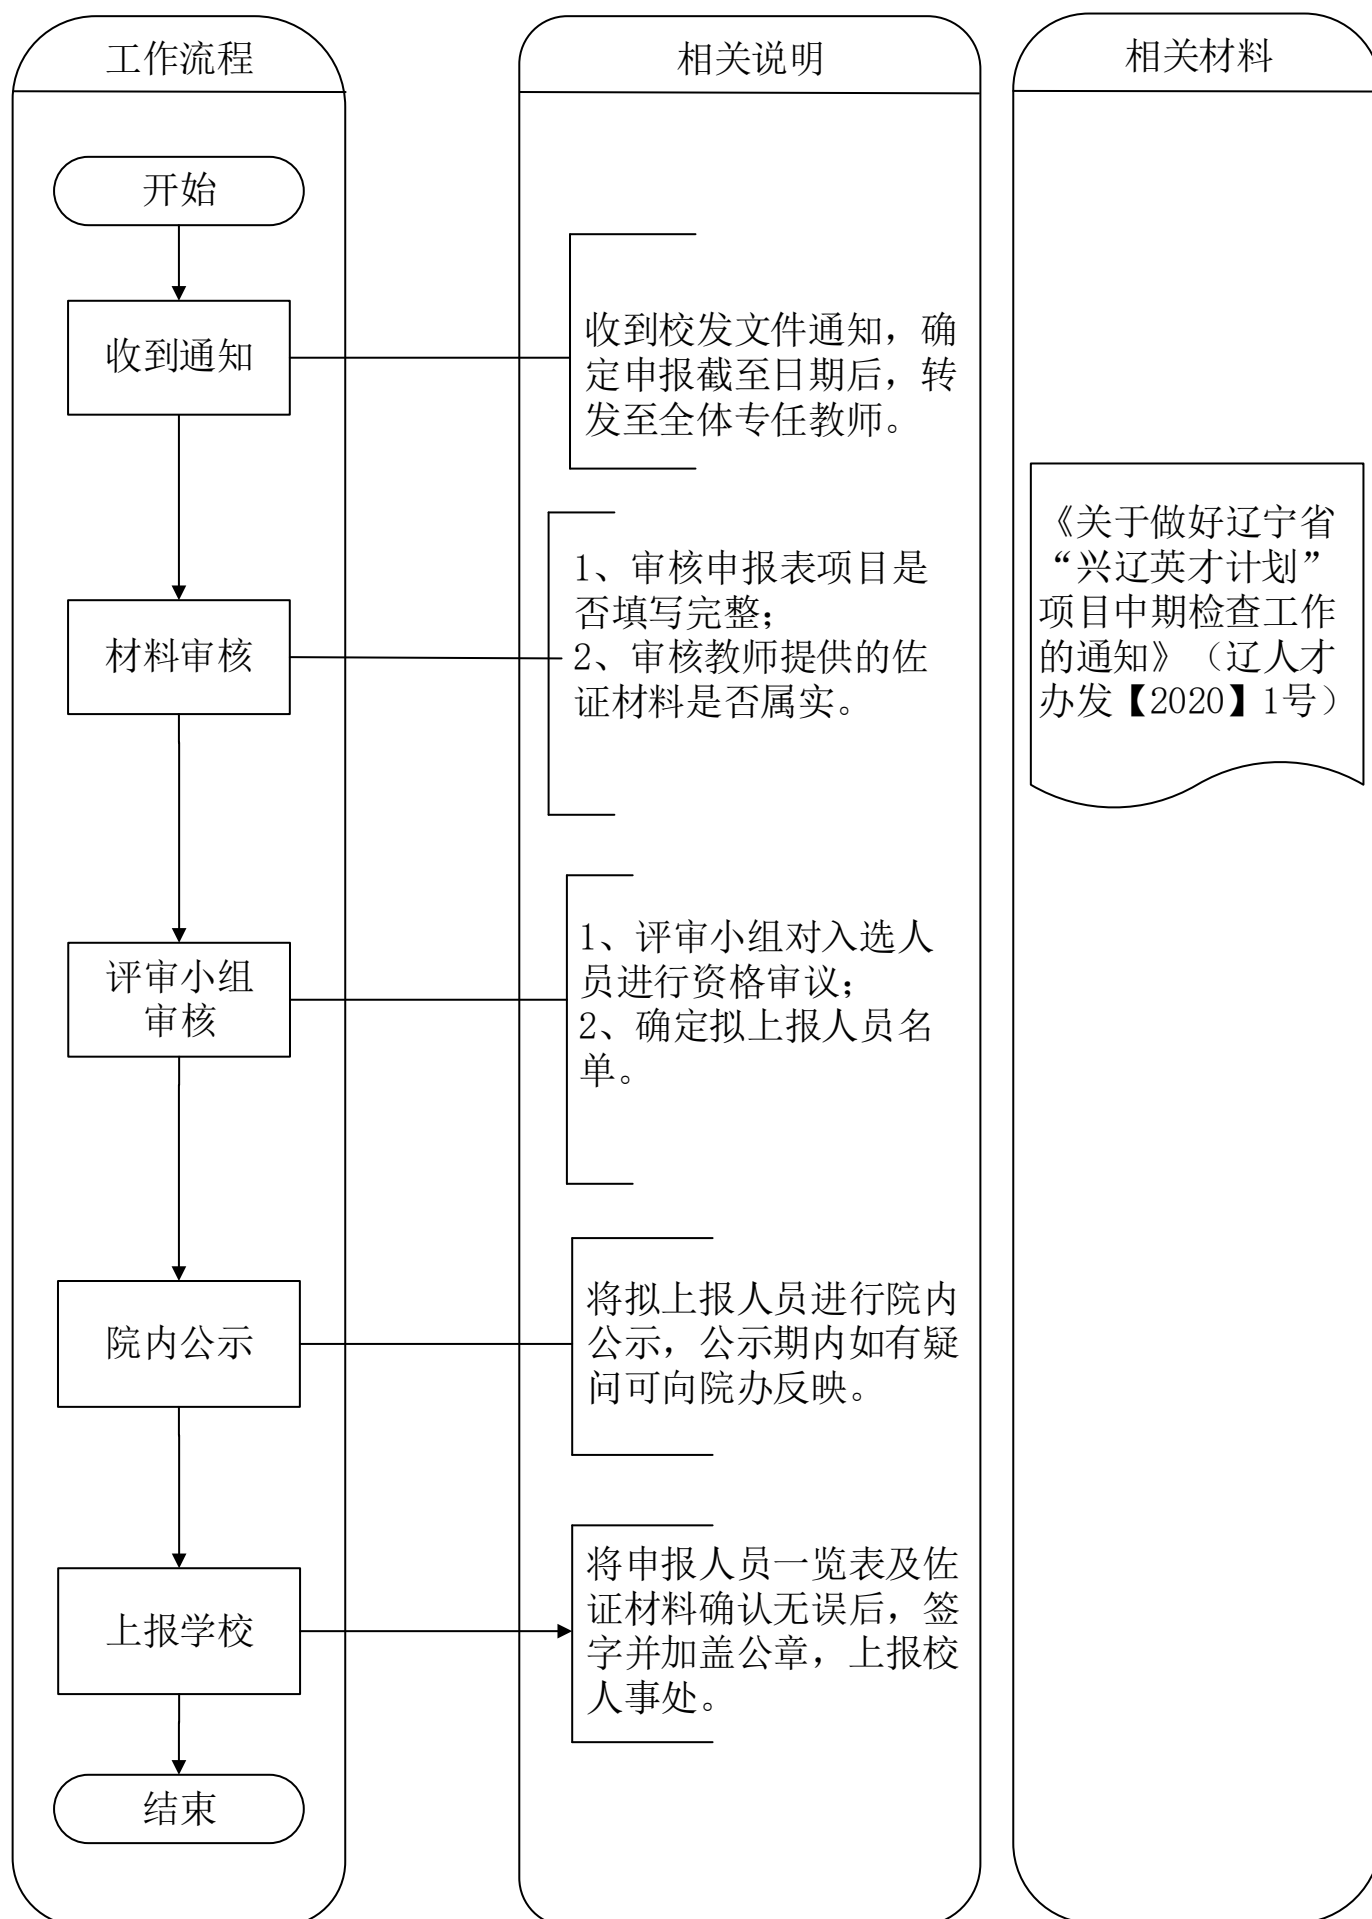 工作流程
相关说明
相关材料
开始
收到通知
收到校发文件通知，确
定申报截至日期后，转
发至全体专任教师。
材料审核
1、审核申报表项目是
否填写完整；
2、审核教师提供的佐
证材料是否属实。
《关于做好辽宁省
“兴辽英才计划”
项目中期检查工作
的通知》（辽人才
办发【2020】1号）
评审小组
审核
1、评审小组对入选人
员进行资格审议；
2、确定拟上报人员名
单。
院内公示
将拟上报人员进行院内
公示，公示期内如有疑
问可向院办反映。
上报学校
将申报人员一览表及佐
证材料确认无误后，签
字并加盖公章，上报校
人事处。
结束